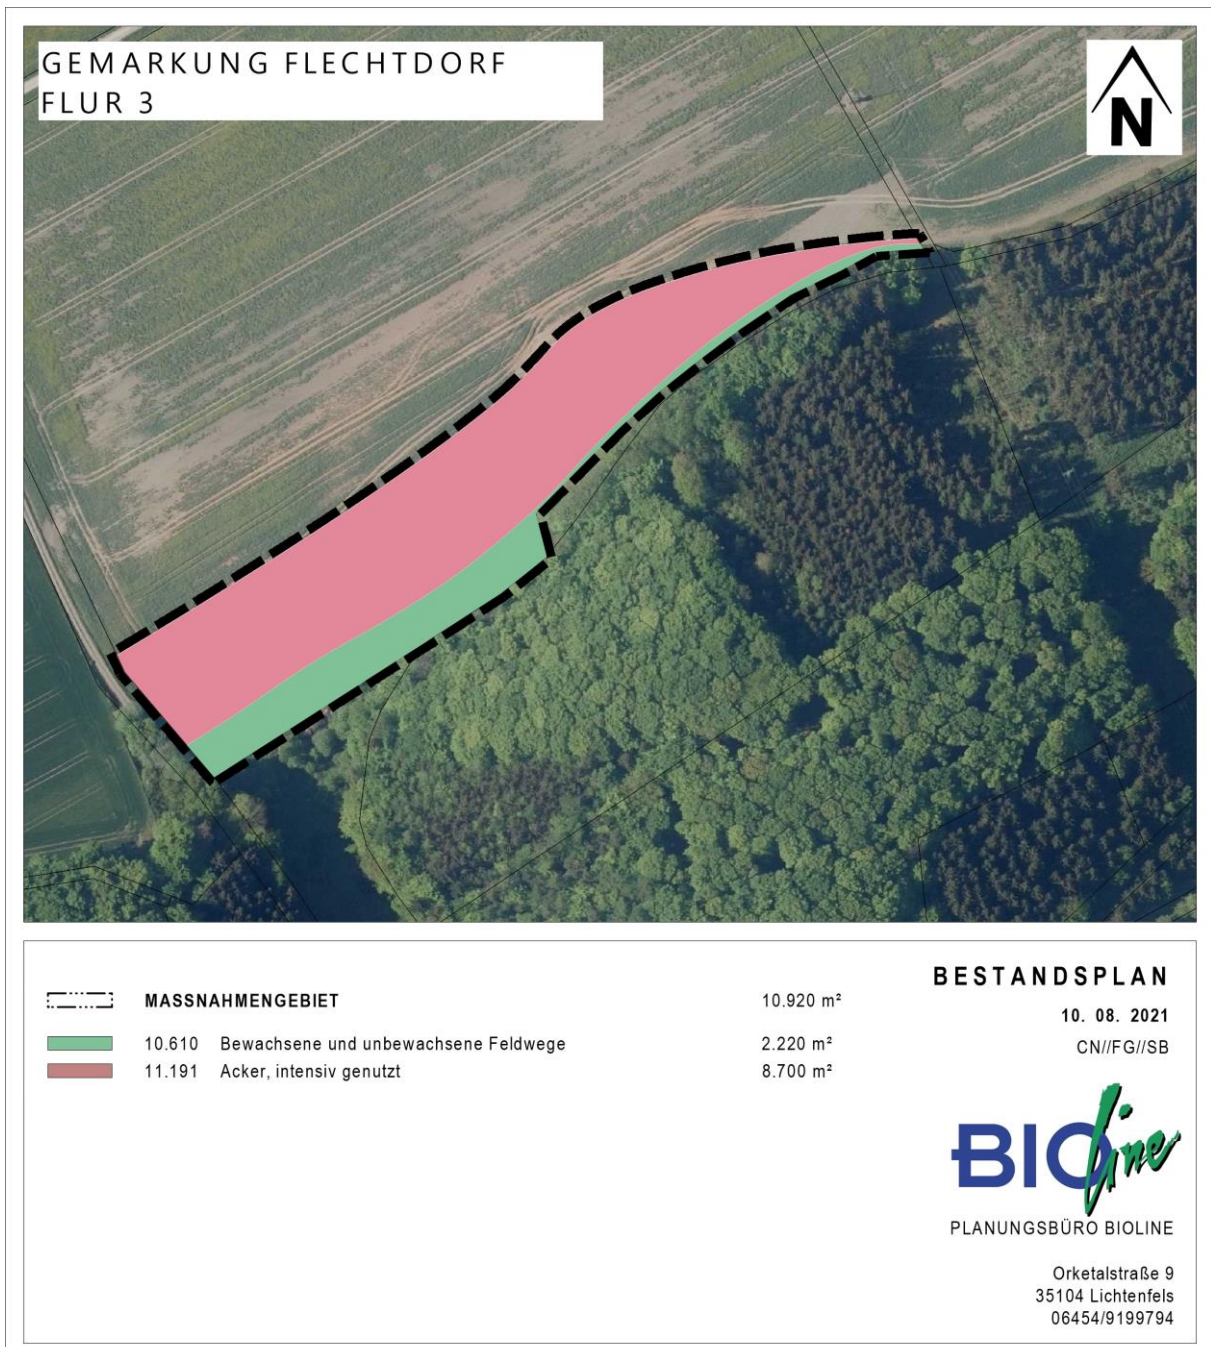 GEMARKUNG FLECHTDORF
FLUR 3
N
MASSNAHMENGEBIET 10.920 m²
10.610 Bewachsene und unbewachsene Feldwege 2.220 m²
11.191 Acker, intensiv genutzt 8.700 m²
BESTANDSPLAN
10. 08. 2021
CN//FG//SB
BIOline
PLANUNGSBÜRO BIOLINE
Orketalstraße 9
35104 Lichtenfels
06454/9199794